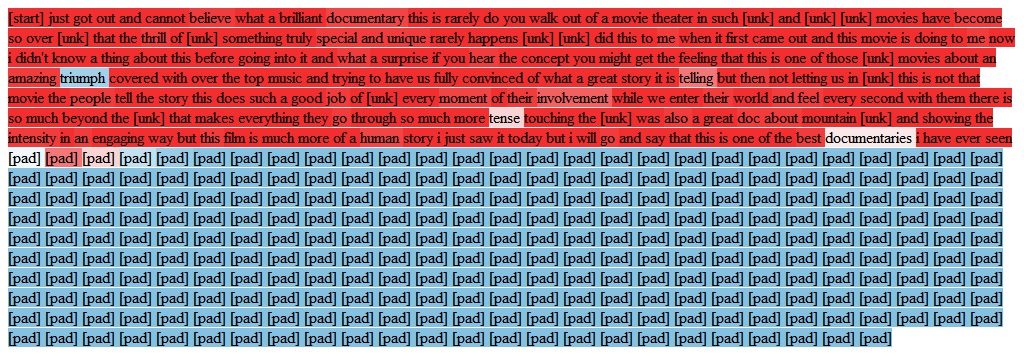 [start] just got out and cannot believe what a brilliant documentary this is rarely do you walk out of a movie theater in such [unk] and [unk] [unk] movies have become
so over [unk] that the thrill of [unk] something truly special and unique rarely happens [unk] [unk] did this to me when it first came out and this movie is doing to me now
i didn't know a thing about this before going into it and what a surprise if you hear the concept you might get the feeling that this is one of those [unk] movies about an
amazing triumph covered with over the top music and trying to have us fully convinced of what a great story it is telling but then not letting us in [unk] this is not that
movie the people tell the story this does such a good job of [unk] every moment of their involvement while we enter their world and feel every second with them there is
so much beyond the [unk] that makes everything they go through so much more tense touching the [unk] was also a great doc about mountain [unk] and showing the
intensity in an engaging way but this film is much more of a human story i just saw it today but i will go and say that this is one of the best documentaries i have ever seen
[pad] [pad] [pad] [pad] [pad] [pad] [pad] [pad] [pad] [pad] [pad] [pad] [pad] [pad] [pad] [pad] [pad] [pad] [pad] [pad] [pad] [pad] [pad] [pad] [pad] [pad] [pad]
[pad] [pad] [pad] [pad] [pad] [pad] [pad] [pad] [pad] [pad] [pad] [pad] [pad] [pad] [pad] [pad] [pad] [pad] [pad] [pad] [pad] [pad] [pad] [pad] [pad] [pad] [pad]
[pad] [pad] [pad] [pad] [pad] [pad] [pad] [pad] [pad] [pad] [pad] [pad] [pad] [pad] [pad] [pad] [pad] [pad] [pad] [pad] [pad] [pad] [pad] [pad] [pad] [pad] [pad]
[pad] [pad] [pad] [pad] [pad] [pad] [pad] [pad] [pad] [pad] [pad] [pad] [pad] [pad] [pad] [pad] [pad] [pad] [pad] [pad] [pad] [pad] [pad] [pad] [pad] [pad] [pad]
[pad] [pad] [pad] [pad] [pad] [pad] [pad] [pad] [pad] [pad] [pad] [pad] [pad] [pad] [pad] [pad] [pad] [pad] [pad] [pad] [pad] [pad] [pad] [pad] [pad] [pad] [pad]
[pad] [pad] [pad] [pad] [pad] [pad] [pad] [pad] [pad] [pad] [pad] [pad] [pad] [pad] [pad] [pad] [pad] [pad] [pad] [pad] [pad] [pad] [pad] [pad] [pad] [pad] [pad]
[pad] [pad] [pad] [pad] [pad] [pad] [pad] [pad] [pad] [pad] [pad] [pad] [pad] [pad] [pad] [pad] [pad] [pad] [pad] [pad] [pad] [pad] [pad] [pad] [pad] [pad] [pad]
[pad] [pad] [pad] [pad] [pad] [pad] [pad] [pad] [pad] [pad] [pad] [pad] [pad] [pad] [pad] [pad] [pad] [pad] [pad] [pad] [pad] [pad] [pad] [pad] [pad] [pad] [pad]
[pad] [pad] [pad] [pad] [pad] [pad] [pad] [pad] [pad] [pad] [pad] [pad] [pad] [pad] [pad] [pad] [pad] [pad] [pad] [pad] [pad] [pad] [pad] [pad] [pad] [pad] [pad]
[pad] [pad] [pad] [pad] [pad] [pad] [pad] [pad] [pad] [pad] [pad] [pad] [pad] [pad] [pad] [pad] [pad] [pad] [pad] [pad] [pad] [pad] [pad] [pad]